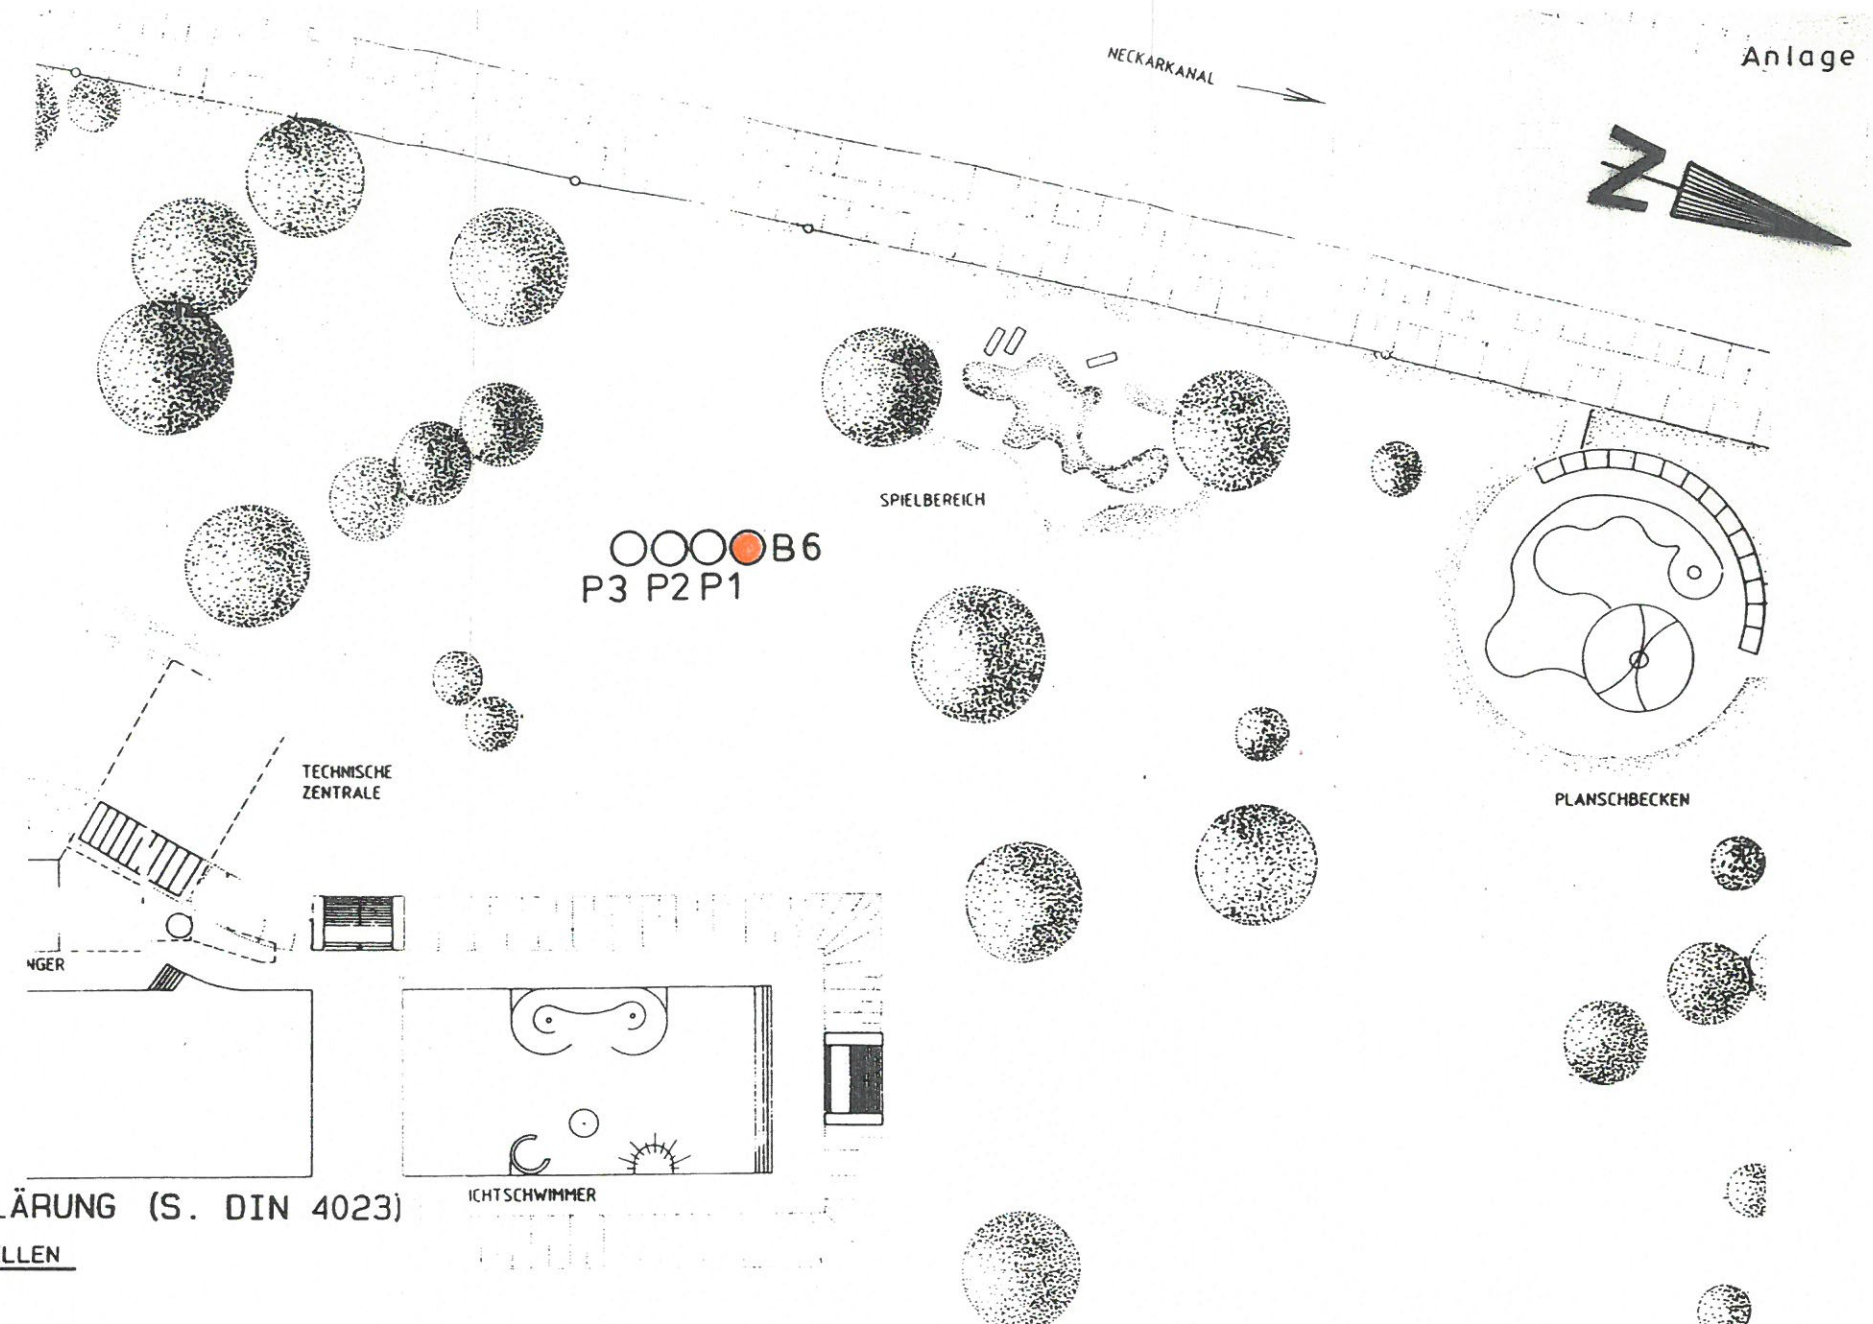 NECKARKANAL
Anlage
N
SPIELBEREICH
B6
P3 P2 P1
TECHNISCHE
ZENTRALE
PLANSCHBECKEN
NGER
ICHTSCHWIMMER
LÄRUNG (S. DIN 4023)
LLEN